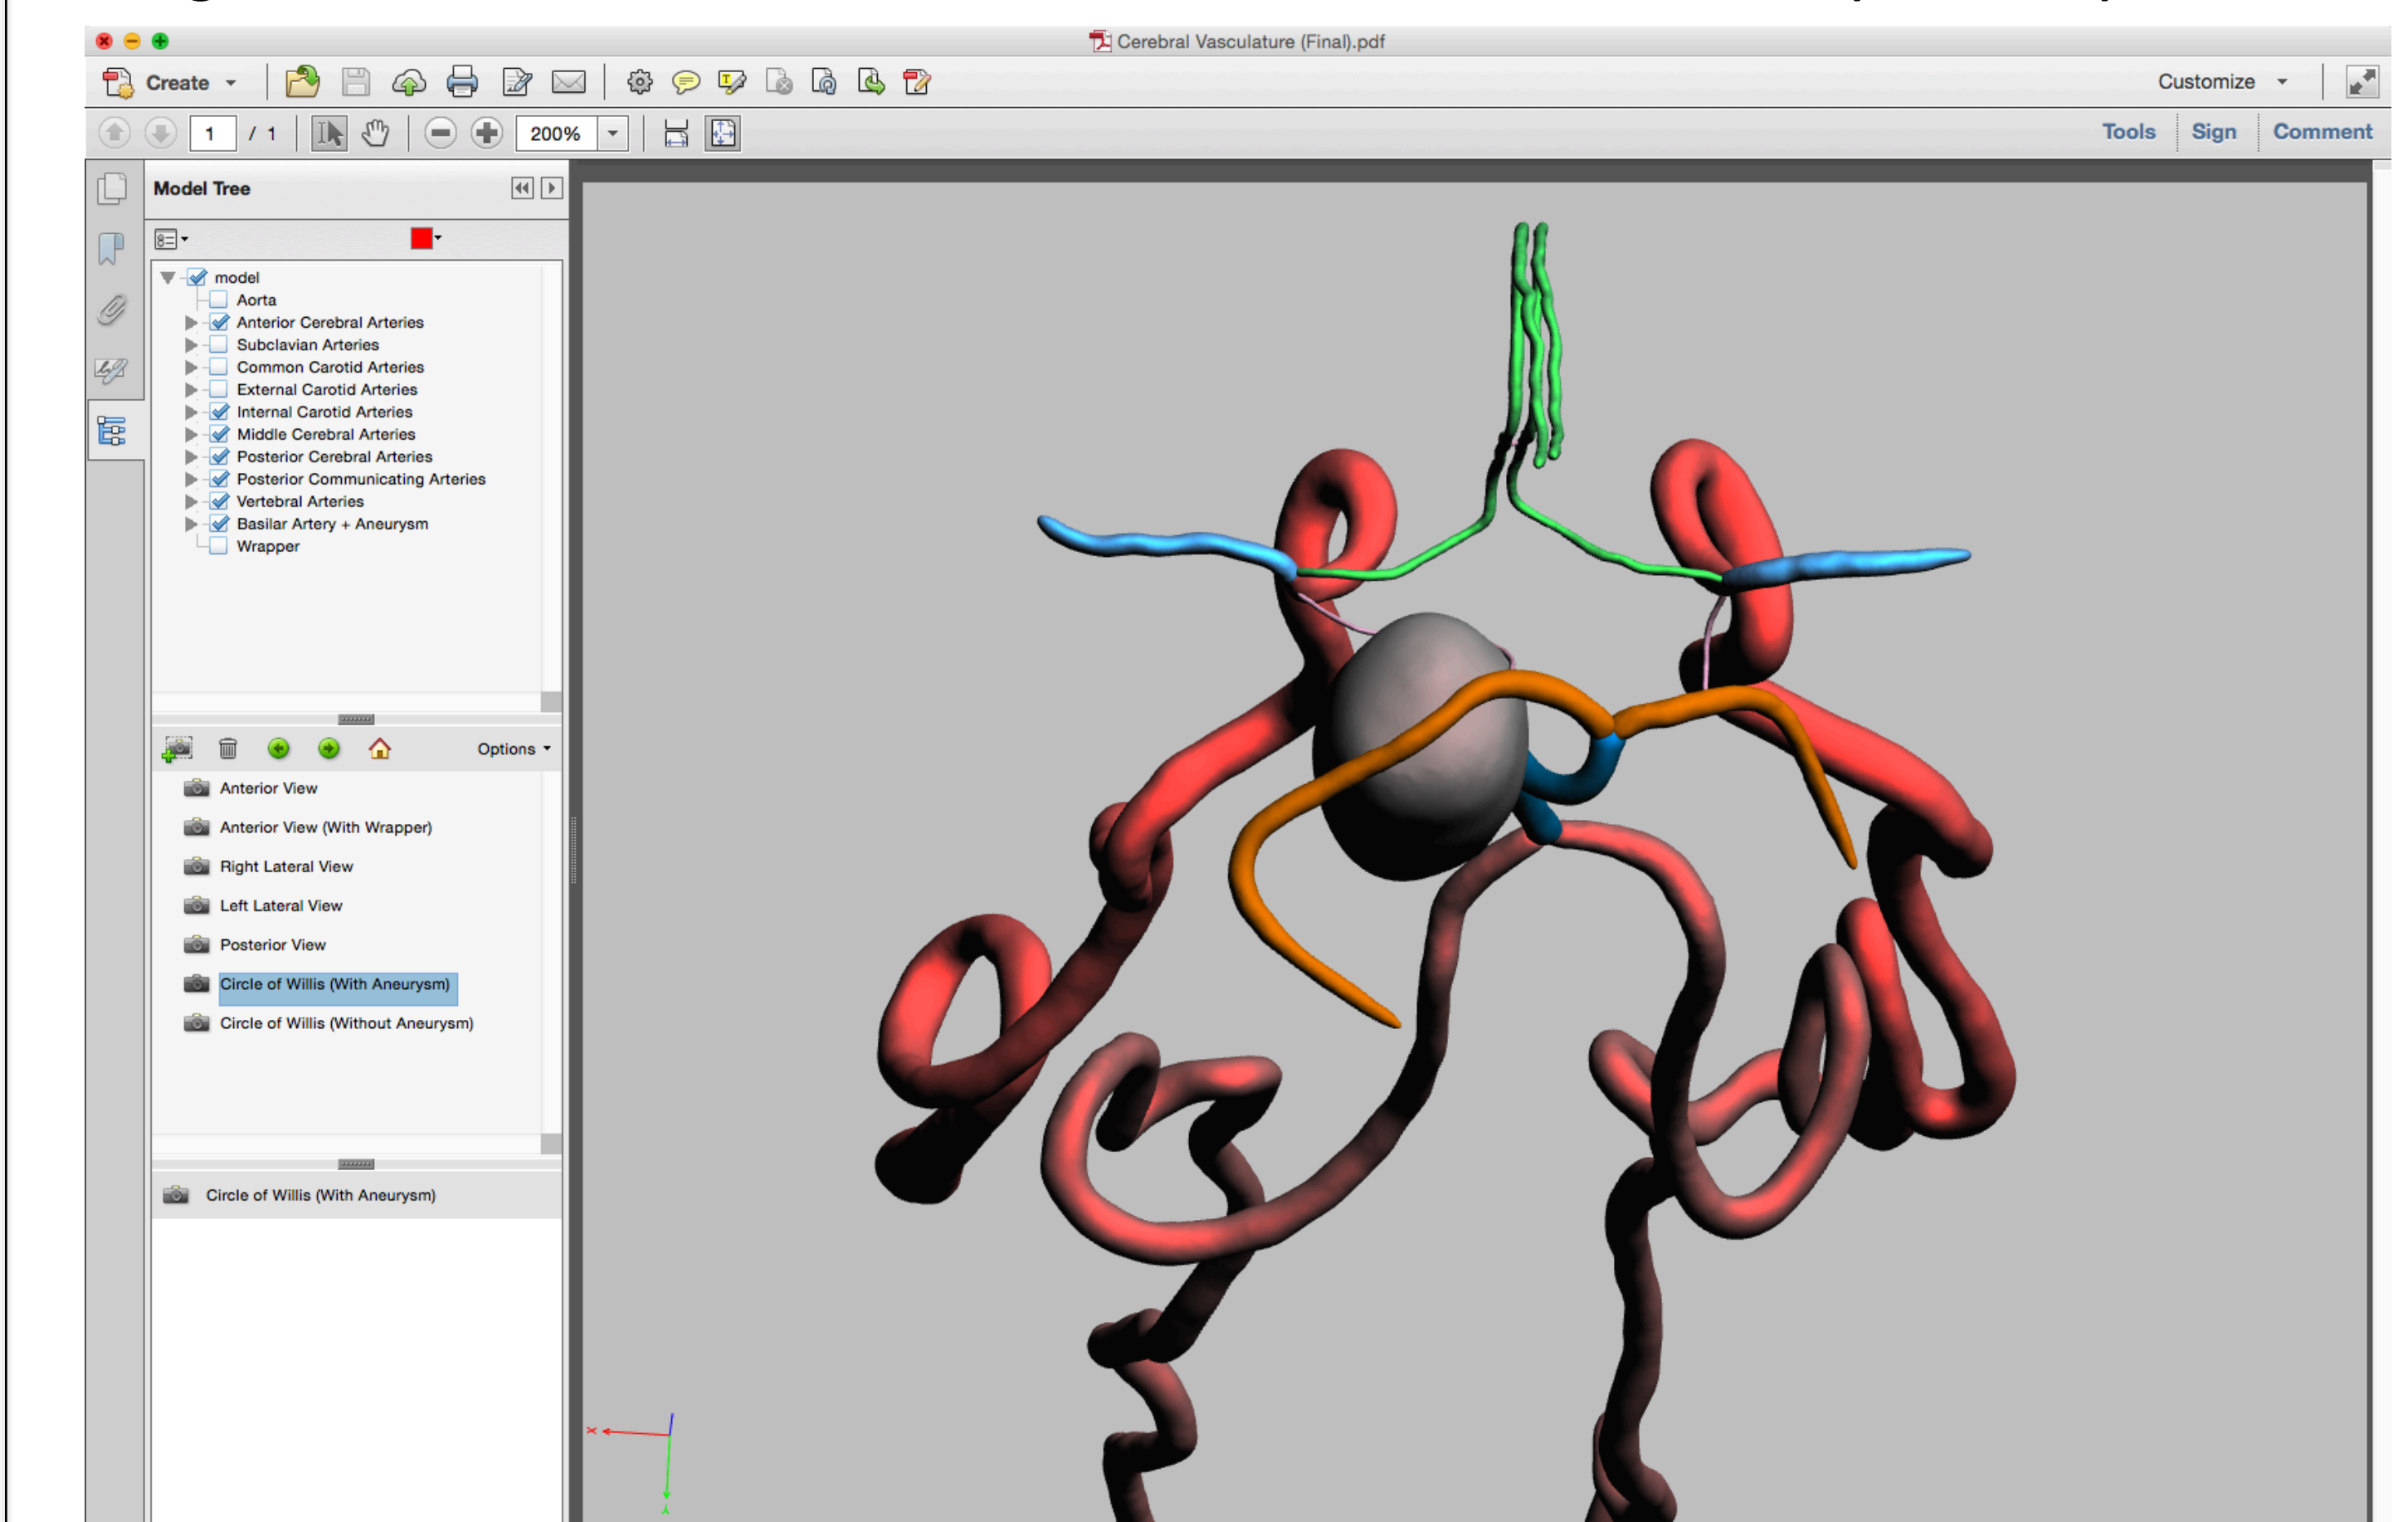 Cerebral Vasculature (Final).pdf
Create
Customize
1 / 1
200%
Tools Sign Comment
Model Tree
model
Aorta
Anterior Cerebral Arteries
Subclavian Arteries
Common Carotid Arteries
External Carotid Arteries
Internal Carotid Arteries
Middle Cerebral Arteries
Posterior Cerebral Arteries
Posterior Communicating Arteries
Vertebral Arteries
Basilar Artery + Aneurysm
Wrapper
Options
Anterior View
Anterior View (With Wrapper)
Right Lateral View
Left Lateral View
Posterior View
Circle of Willis (With Aneurysm)
Circle of Willis (Without Aneurysm)
Circle of Willis (With Aneurysm)
X
Y